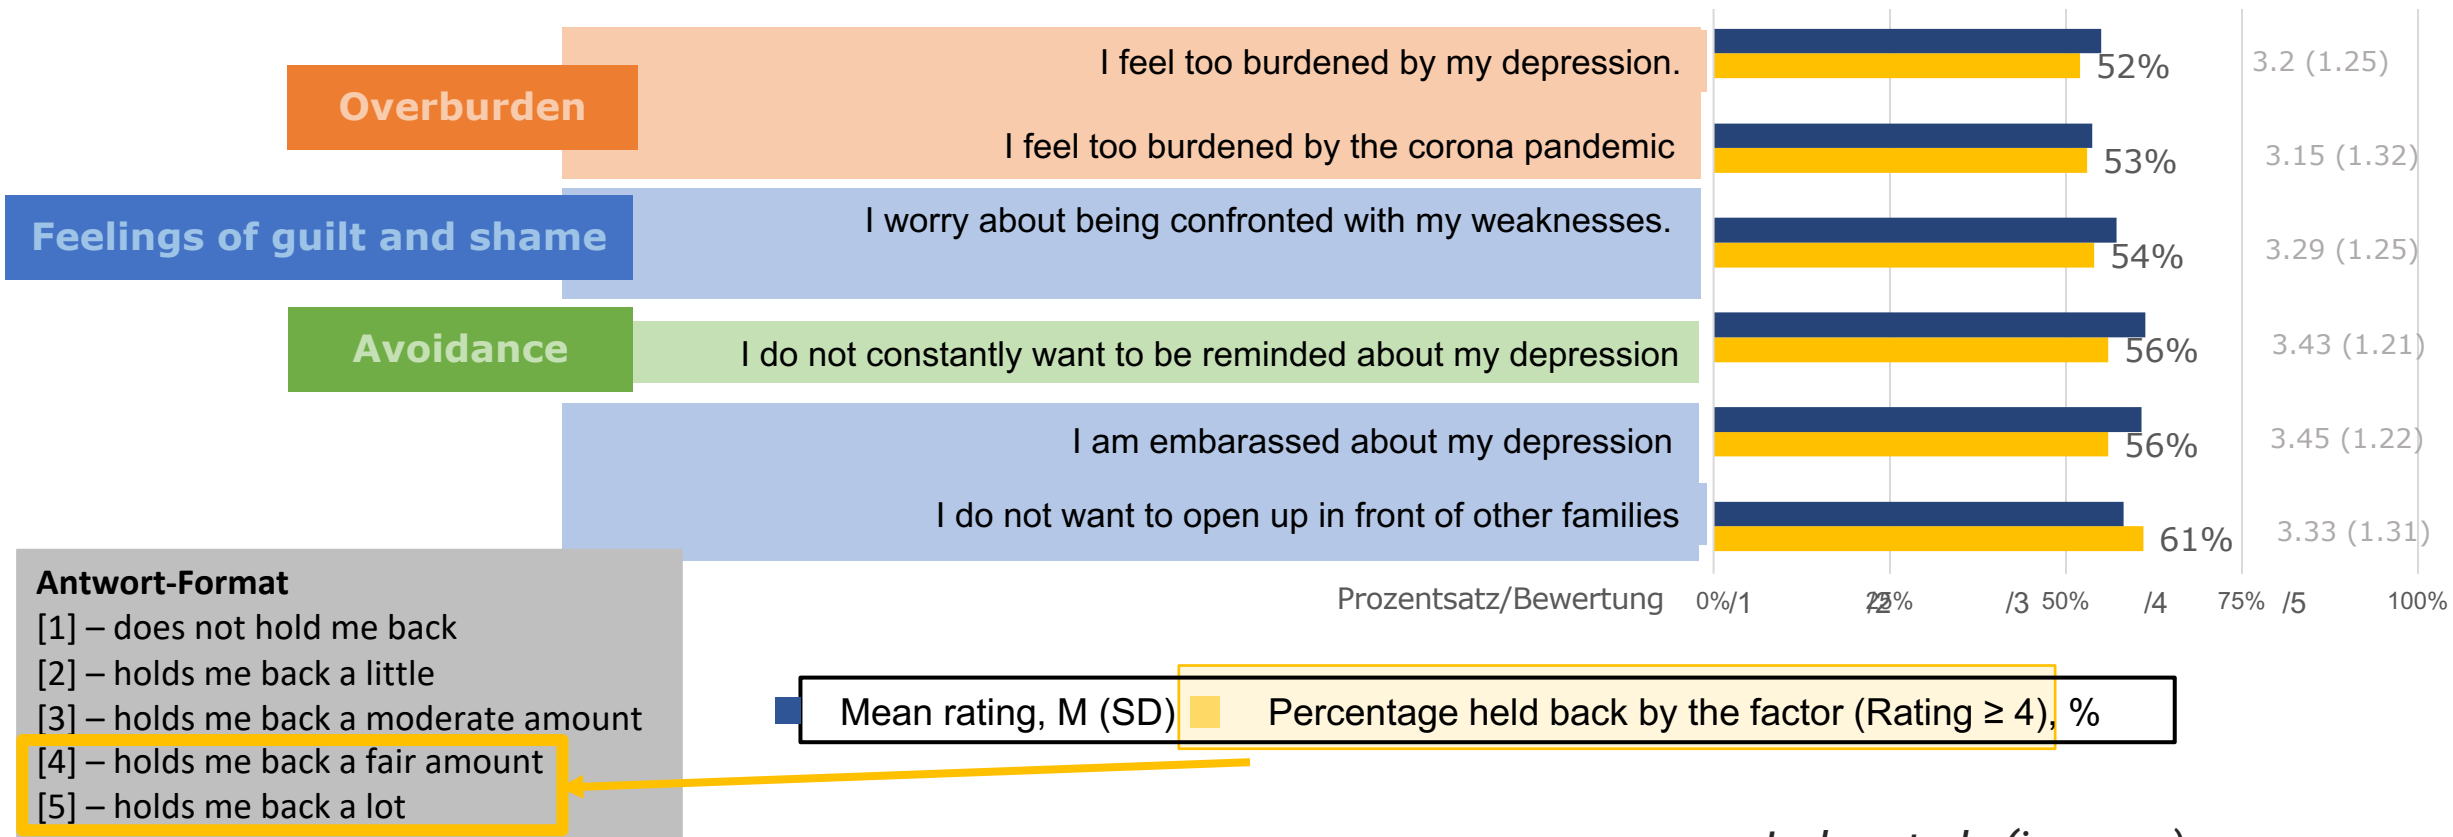 I feel too burdened by my depression.
52%
3.2 (1.25)
Overburden
I feel too burdened by the corona pandemic
53%
3.15 (1.32)
Feelings of guilt and shame
I worry about being confronted with my weaknesses.
54%
3.29 (1.25)
Avoidance
I do not constantly want to be reminded about my depression
56%
3.43 (1.21)
I am embarassed about my depression
56%
3.45 (1.22)
I do not want to open up in front of other families
61%
3.33 (1.31)
Prozentsatz/Bewertung 0%/1 /2 25% /3 50% /4 75% /5 100%
Antwort-Format
[1] – does not hold me back
[2] – holds me back a little
[3] – holds me back a moderate amount
[4] – holds me back a fair amount
[5] – holds me back a lot
Mean rating, M (SD) Percentage held back by the factor (Rating ≥ 4), %